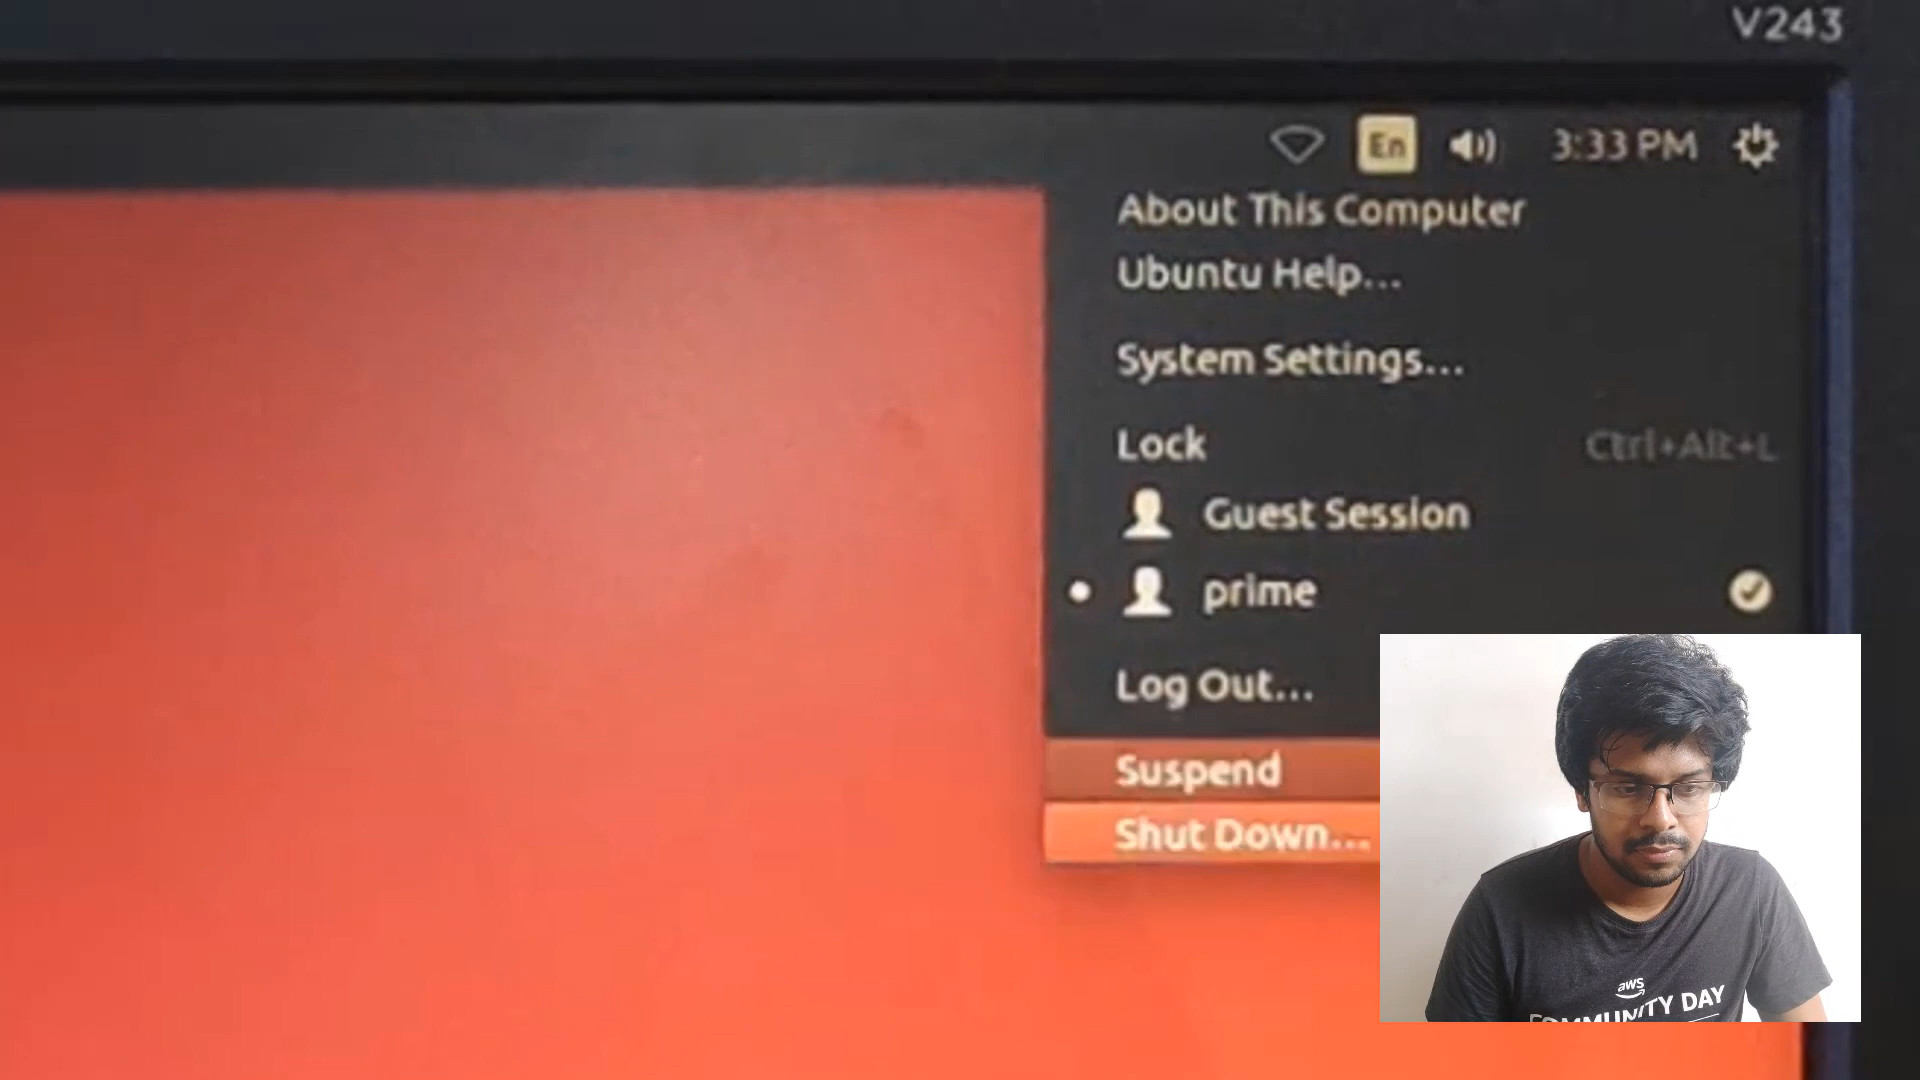 V243
En 3:33 PM
About This Computer
Ubuntu Help...
System Settings...
Lock Ctrl+Alt+L
Guest Session
prime
Log Out...
Suspend
Shut Down...
aws
COMMUNITY DAY